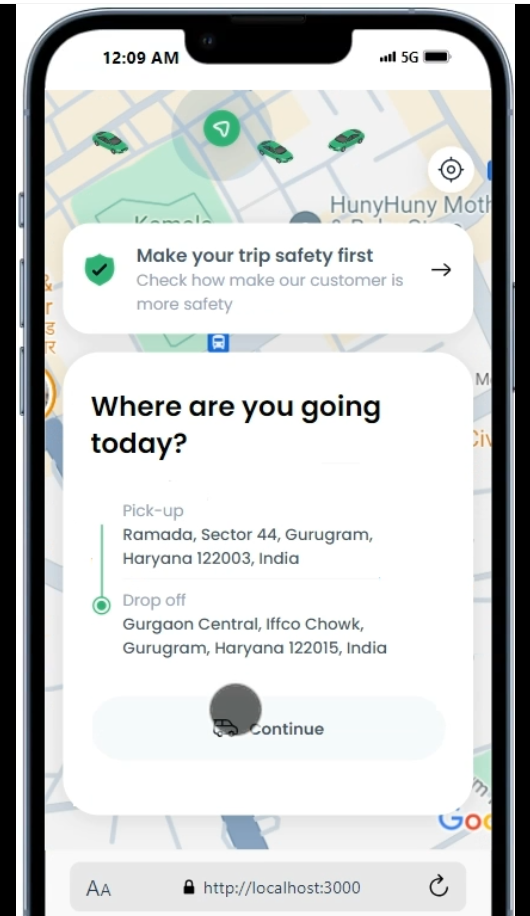 12:09 AM
5G
HunyHuny Moth
Make your trip safety first
Check how make our customer is
more safety
Where are you going
today?
Pick-up
Ramada, Sector 44, Gurugram,
Haryana 122003, India
Drop off
Gurgaon Central, Iffco Chowk,
Gurugram, Haryana 122015, India
Continue
Goo
AA
http://localhost:3000